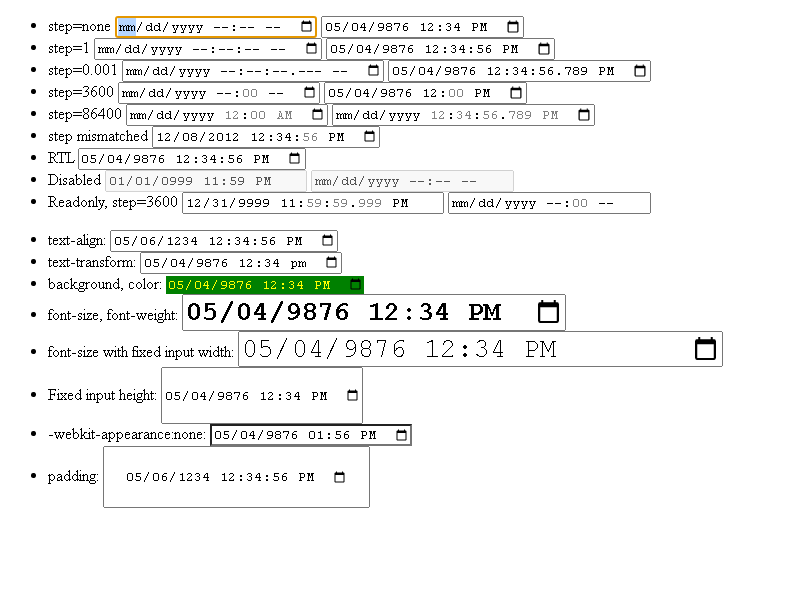 step=none mm/dd/yyyy --:-- -- 05/04/9876 12:34 PM
step=1 mm/dd/yyyy --:--:-- -- 05/04/9876 12:34:56 PM
step=0.001 mm/dd/yyyy --:--:--.--- -- 05/04/9876 12:34:56.789 PM
step=3600 mm/dd/yyyy --:00 -- 05/04/9876 12:00 PM
step=86400 mm/dd/yyyy 12:00 AM mm/dd/yyyy 12:34:56.789 PM
step mismatched 12/08/2012 12:34:56 PM
RTL 05/04/9876 12:34:56 PM
Disabled 01/01/0999 11:59 PM mm/dd/yyyy --:-- --
Readonly, step=3600 12/31/9999 11:59:59.999 PM mm/dd/yyyy --:00 --
text-align: 05/06/1234 12:34:56 PM
text-transform: 05/04/9876 12:34 pm
background, color: 05/04/9876 12:34 PM
font-size, font-weight: 05/04/9876 12:34 PM
font-size with fixed input width: 05/04/9876 12:34 PM
Fixed input height: 05/04/9876 12:34 PM
-webkit-appearance:none: 05/04/9876 01:56 PM
padding: 05/06/1234 12:34:56 PM